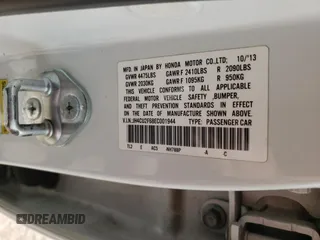 MFD. IN JAPAN BY HONDA MOTOR CO.,LTD. 10/'13
GVWR 4475LBS GAWR F 2410LBS R 2090LBS
GVWR 2030KG GAWR F 1095KG R 950KG
THIS VEHICLE CONFORMS TO ALL APPLICABLE
FEDERAL MOTOR VEHICLE SAFETY ,BUMPER,
AND THEFT PREVENTION STANDARDS IN EFFECT
ON THE DATE OF MANUFACTURE SHOWN ABOVE.
V.I.N. TYPE: PASSENGER CAR
A C
© DREAMBID